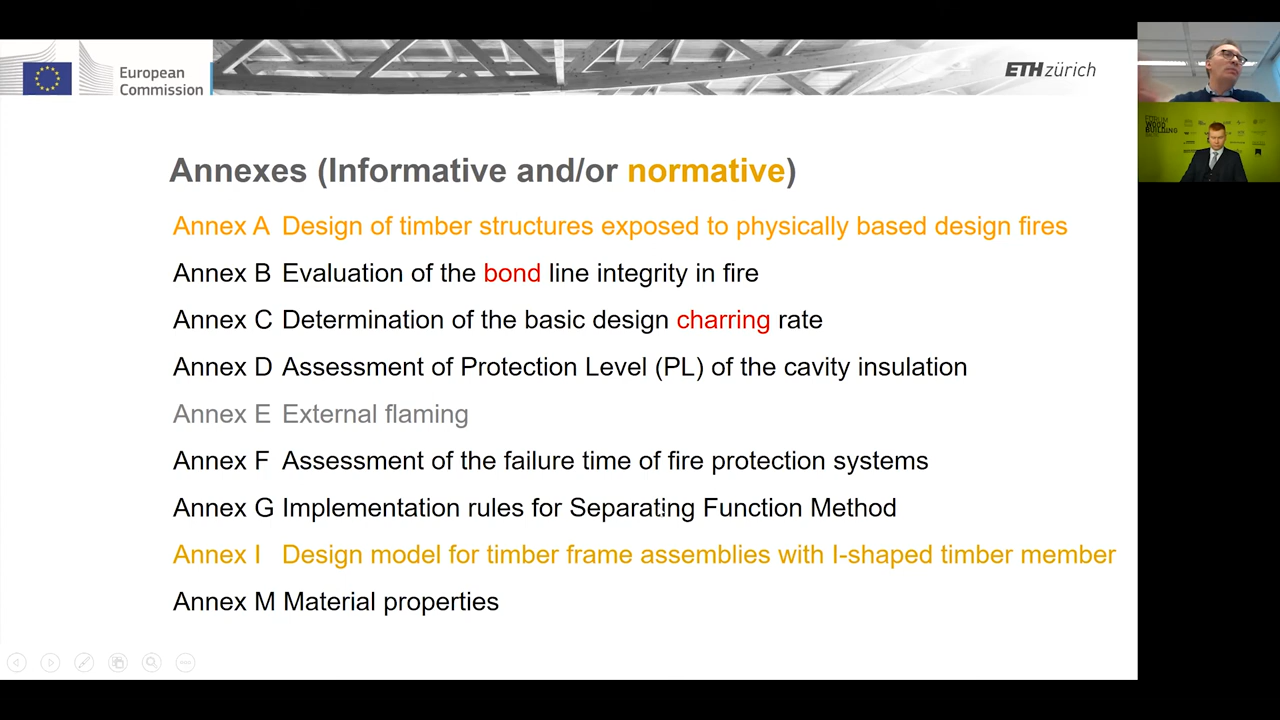 European
Commission
ETH zürich
Annexes (Informative and/or normative)
Annex A Design of timber structures exposed to physically based design fires
Annex B Evaluation of the bond line integrity in fire
Annex C Determination of the basic design charring rate
Annex D Assessment of Protection Level (PL) of the cavity insulation
Annex E External flaming
Annex F Assessment of the failure time of fire protection systems
Annex G Implementation rules for Separating Function Method
Annex I Design model for timber frame assemblies with I-shaped timber member
Annex M Material properties
FORUM
WOOD
BUILDING